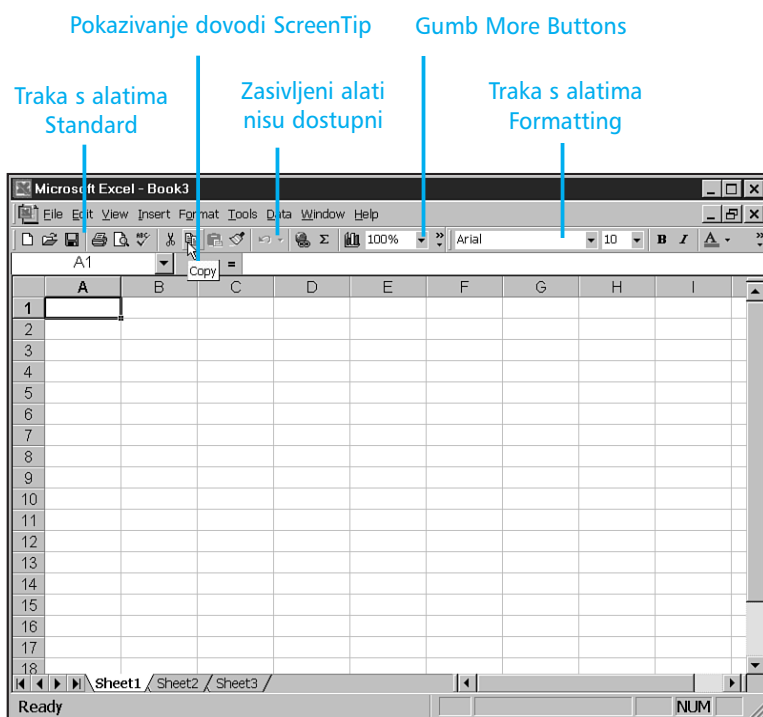 Pokazivanje dovodi ScreenTip
Gumb More Buttons
Traka s alatima
Standard
Zasivljeni alati
nisu dostupni
Traka s alatima
Formatting
Microsoft Excel - Book3
File Edit View Insert Format Tools Data Window Help
100% Arial 10 B I A
A1 =
Copy
A B C D E F G H I
1
2
3
4
5
6
7
8
9
10
11
12
13
14
15
16
17
18
Sheet1 Sheet2 Sheet3
Ready NUM